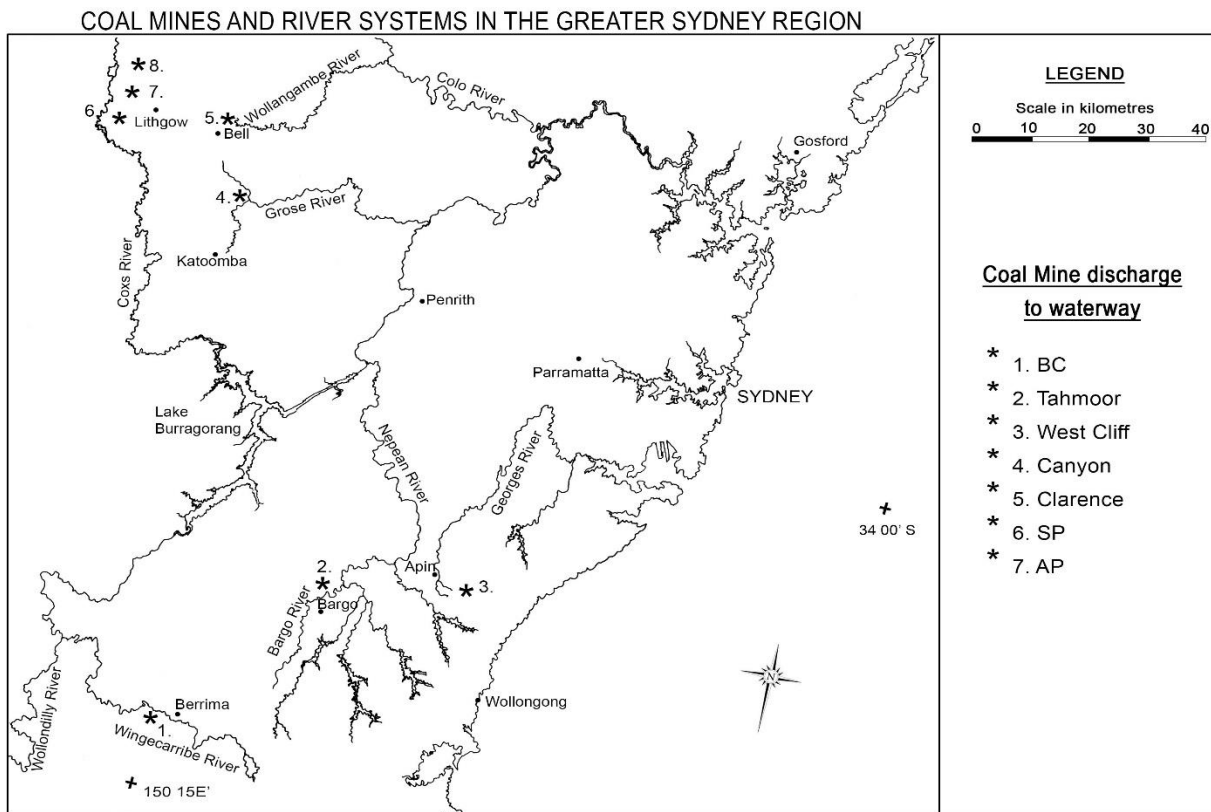 COAL MINES AND RIVER SYSTEMS IN THE GREATER SYDNEY REGION
8.
7.
6.
Lithgow
5.
Bell
Wollangambe River
Colo River
Gosford
4.
Grose River
Katoomba
Coxs River
Penrith
Parramatta
SYDNEY
Lake
Burragorang
Nepean River
Georges River
34 00' S
2.
Apin
3.
Bargo River
Bargo
Wollongong
N
Berrima
1.
Wollondilly River
Wingecarribe River
150 15E'
LEGEND
Scale in kilometres
0 10 20 30 40
Coal Mine discharge
to waterway
* 1. BC
* 2. Tahmoor
* 3. West Cliff
* 4. Canyon
* 5. Clarence
* 6. SP
* 7. AP